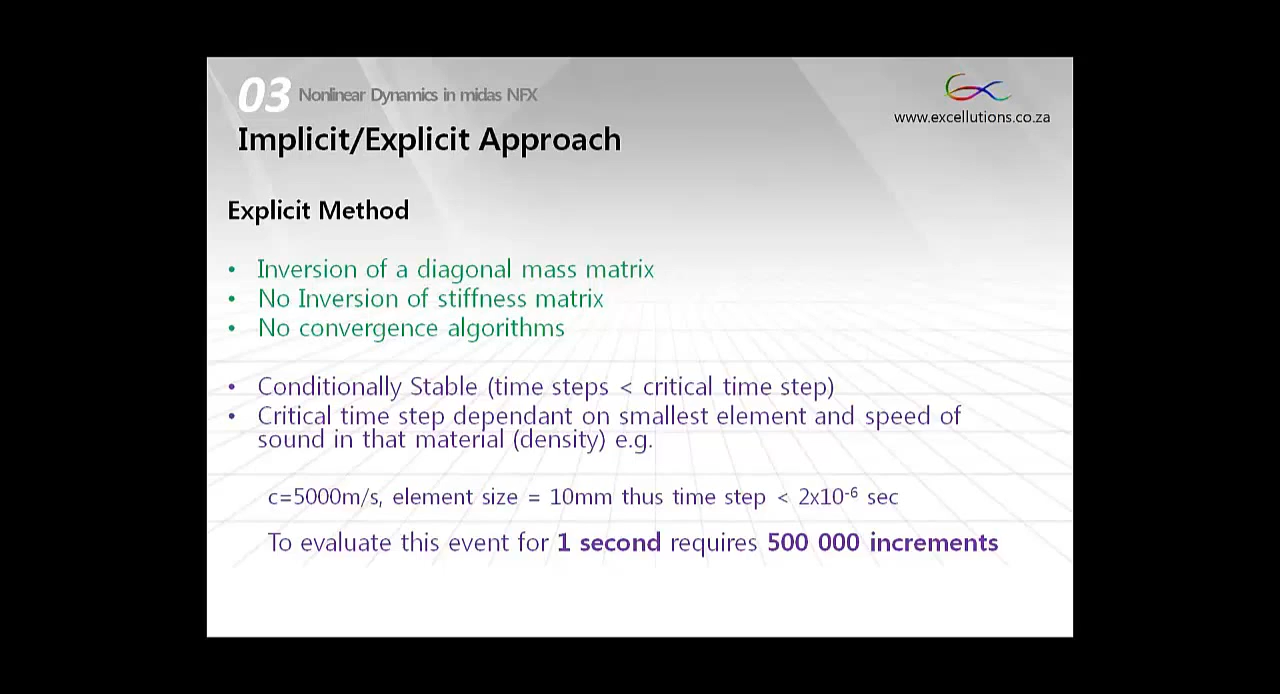 03 Nonlinear Dynamics in midas NFX
www.excellutions.co.za
Implicit/Explicit Approach
Explicit Method
• Inversion of a diagonal mass matrix
• No Inversion of stiffness matrix
• No convergence algorithms
• Conditionally Stable (time steps < critical time step)
• Critical time step dependant on smallest element and speed of
sound in that material (density) e.g.
c=5000m/s, element size = 10mm thus time step < 2x10⁻⁶ sec
To evaluate this event for 1 second requires 500 000 increments